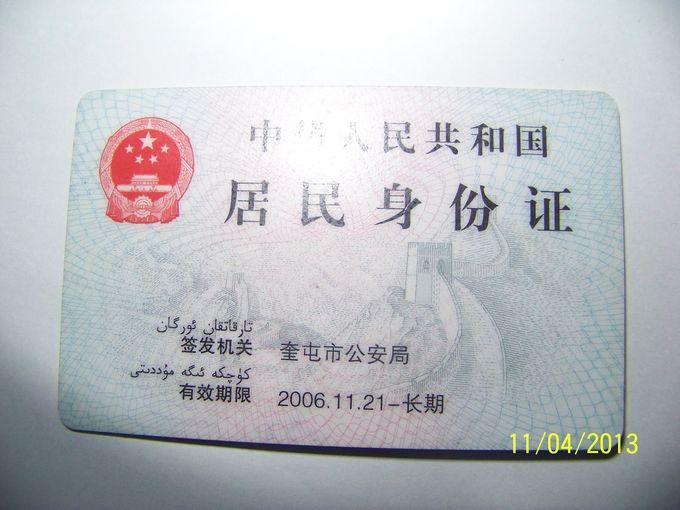 中华人民共和国
居民身份证
تارقاتقان ئورگان
签发机关 奎屯市公安局
كۈچكە ئىگە مۇددىتى
有效期限 2006.11.21-长期
11/04/2013